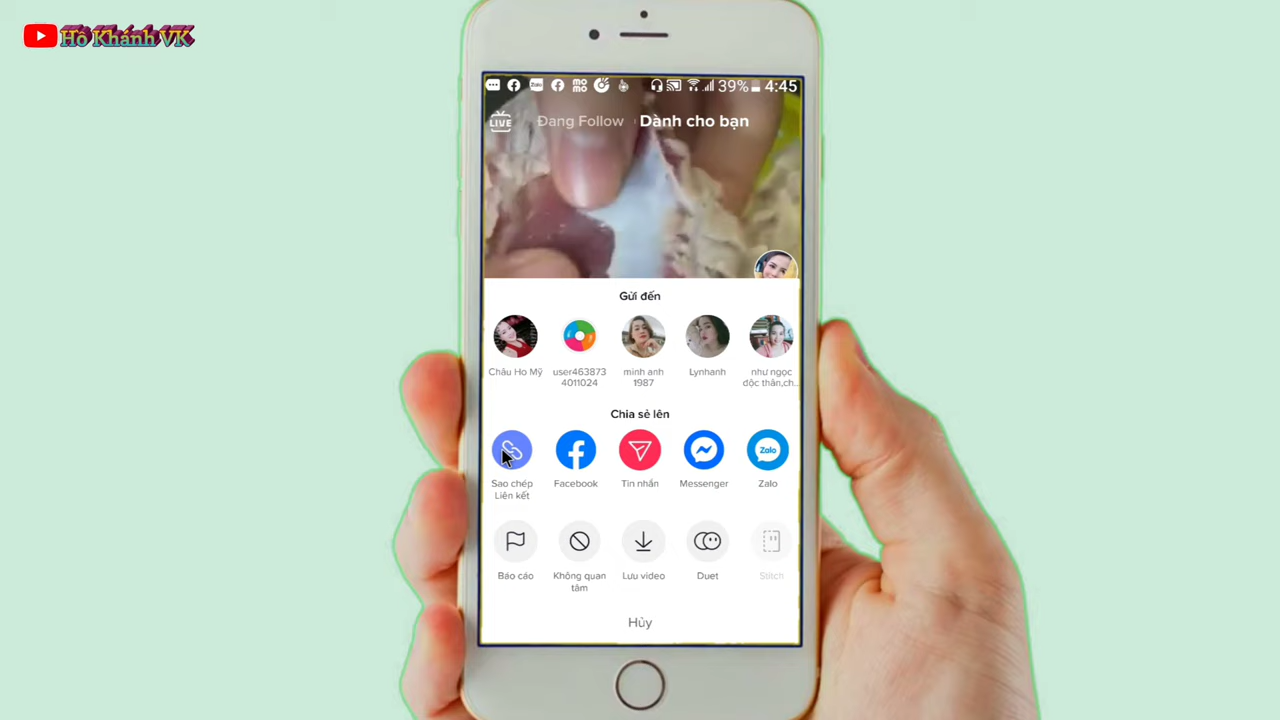 Hồ Khánh VK
39% 4:45
LIVE Đang Follow Dành cho bạn
Gửi đến
Châu Ho Mỹ
user463873
4011024
minh anh
1987
Lynhanh
như ngọc
độc thân,ch...
Chia sẻ lên
Sao chép
Liên kết
Facebook
Tin nhắn
Messenger
Zalo
Zalo
Báo cáo
Không quan
tâm
Lưu video
Duet
Stitch
Hủy